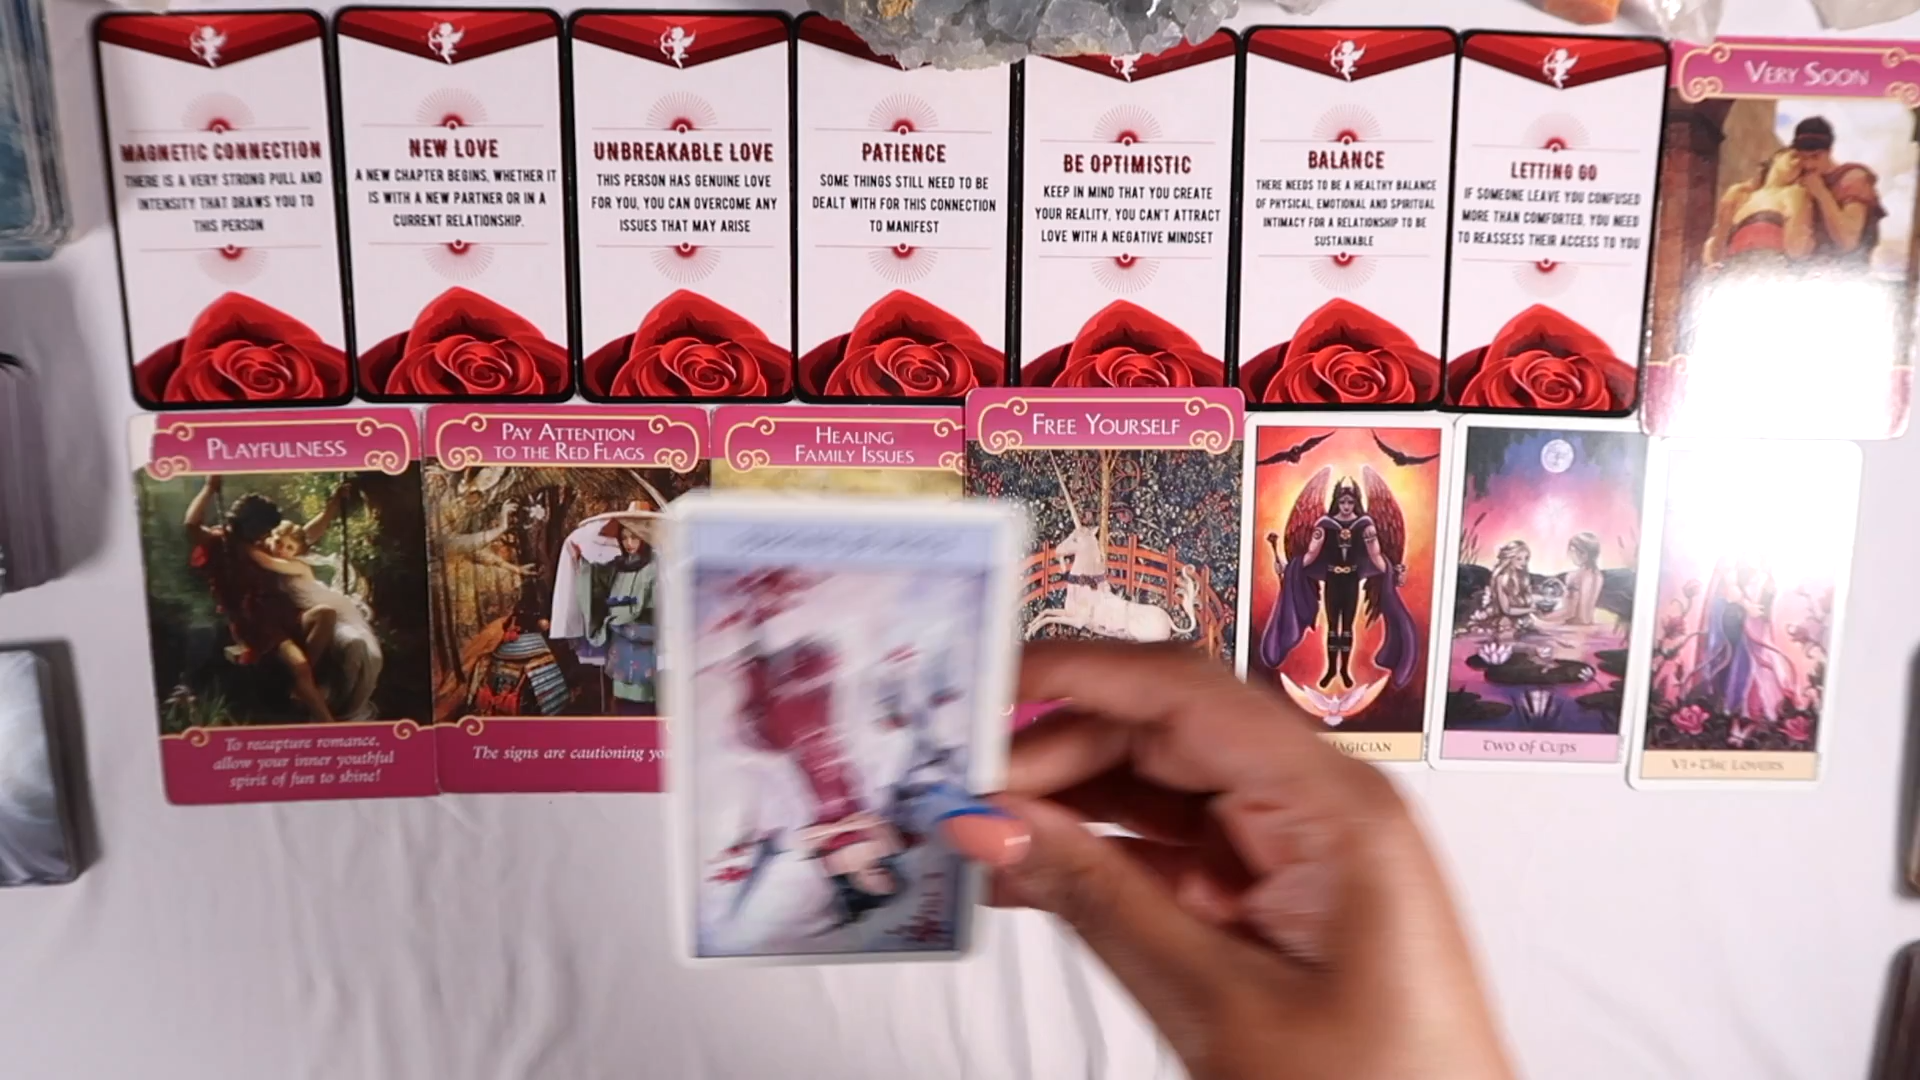 MAGNETIC CONNECTION
THERE IS A VERY STRONG PULL AND
INTENSITY THAT DRAWS YOU TO
THIS PERSON
NEW LOVE
A NEW CHAPTER BEGINS, WHETHER IT
IS WITH A NEW PARTNER OR IN A
CURRENT RELATIONSHIP.
UNBREAKABLE LOVE
THIS PERSON HAS GENUINE LOVE
FOR YOU, YOU CAN OVERCOME ANY
ISSUES THAT MAY ARISE
PATIENCE
SOME THINGS STILL NEED TO BE
DEALT WITH FOR THIS CONNECTION
TO MANIFEST
BE OPTIMISTIC
KEEP IN MIND THAT YOU CREATE
YOUR REALITY, YOU CAN'T ATTRACT
LOVE WITH A NEGATIVE MINDSET
BALANCE
THERE NEEDS TO BE A HEALTHY BALANCE
OF PHYSICAL, EMOTIONAL AND SPIRITUAL
INTIMACY FOR A RELATIONSHIP TO BE
SUSTAINABLE
LETTING GO
IF SOMEONE LEAVE YOU CONFUSED
MORE THAN COMFORTED, YOU NEED
TO REASSESS THEIR ACCESS TO YOU
VERY SOON
PLAYFULNESS
To recapture romance,
allow your inner youthful
spirit of fun to shine!
PAY ATTENTION
TO THE RED FLAGS
The signs are cautioning
HEALING
FAMILY ISSUES
FREE YOURSELF
MAGICIAN
TWO OF CUPS
VI • THE LOVERS